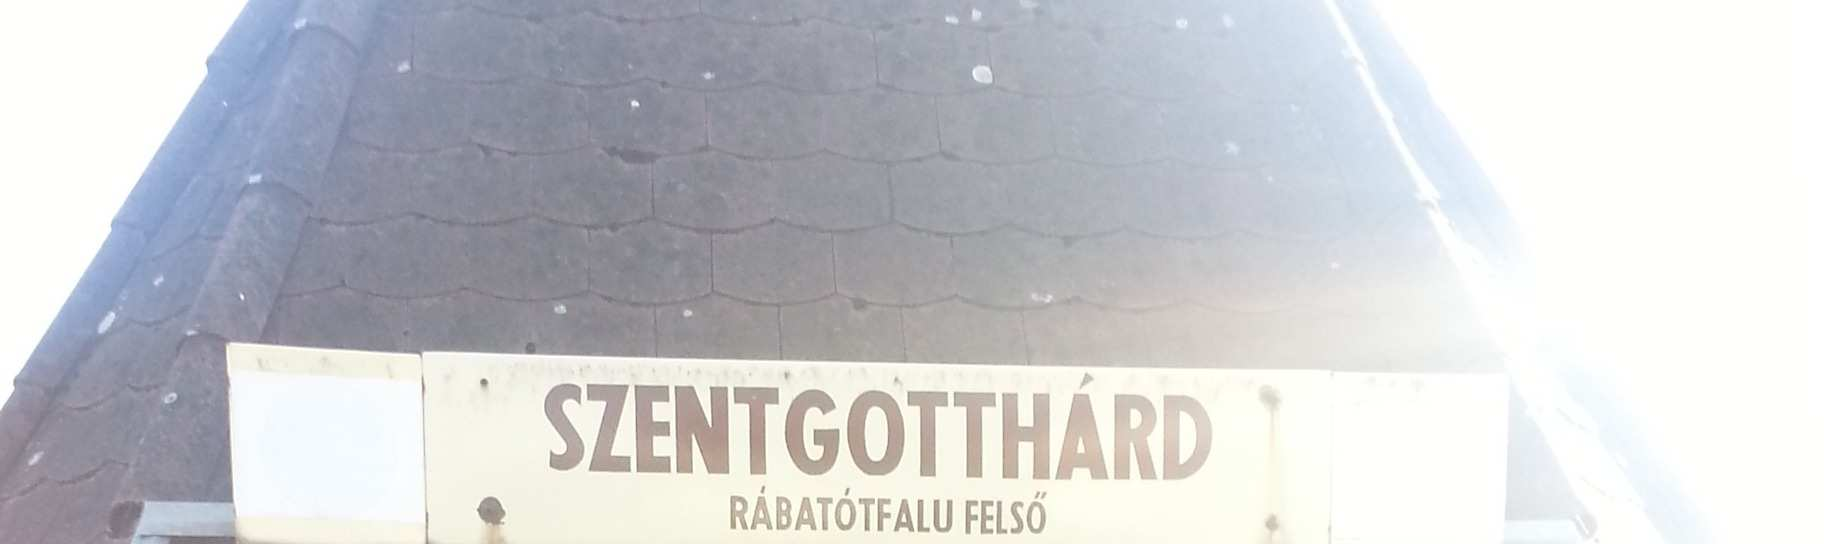 SZENTGOTTHÁRD
RÁBATÓTFALU FELSŐ